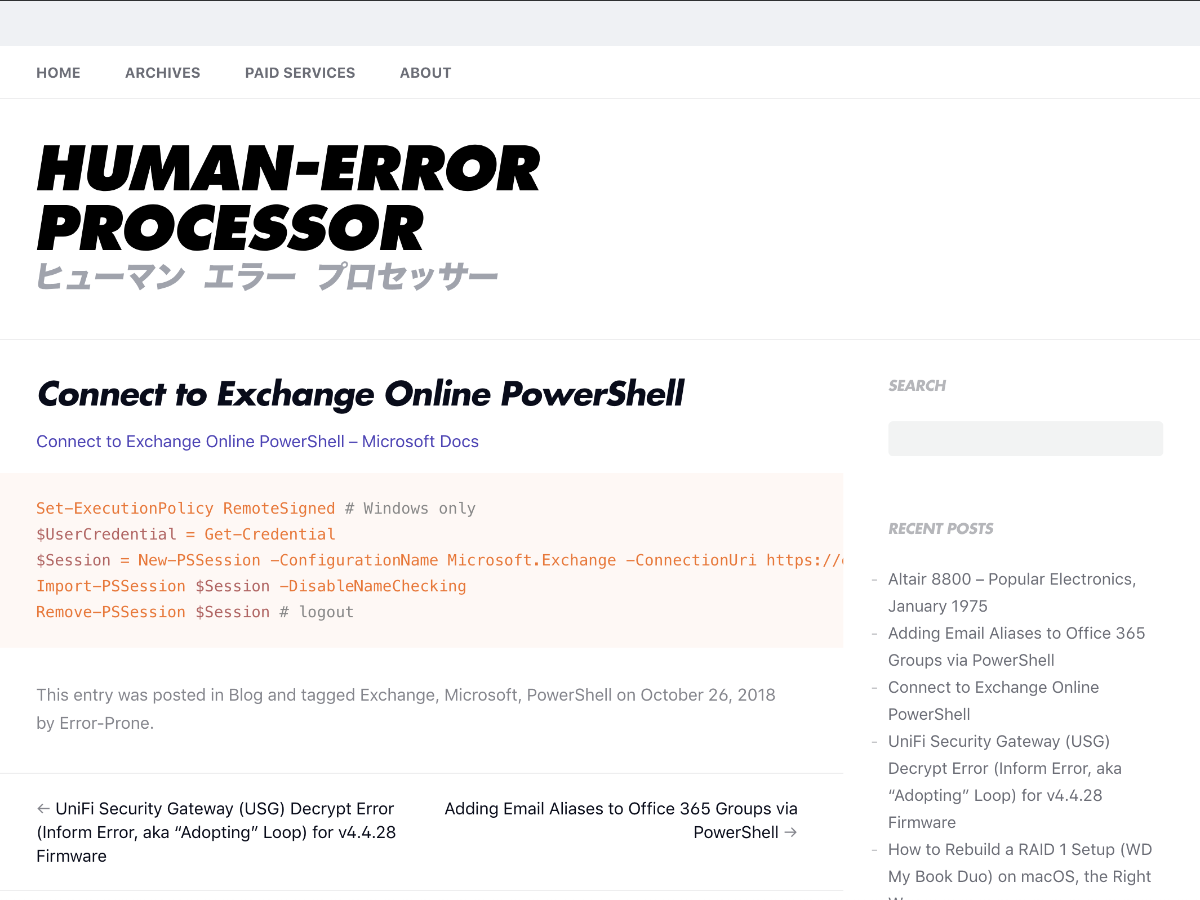 HOME ARCHIVES PAID SERVICES ABOUT
HUMAN-ERROR
PROCESSOR
ヒューマン エラー プロセッサー
Connect to Exchange Online PowerShell
Connect to Exchange Online PowerShell – Microsoft Docs
Set-ExecutionPolicy RemoteSigned # Windows only
$UserCredential = Get-Credential
$Session = New-PSSession -ConfigurationName Microsoft.Exchange -ConnectionUri https://
Import-PSSession $Session -DisableNameChecking
Remove-PSSession $Session # logout
This entry was posted in Blog and tagged Exchange, Microsoft, PowerShell on October 26, 2018
by Error-Prone.
← UniFi Security Gateway (USG) Decrypt Error
(Inform Error, aka “Adopting” Loop) for v4.4.28
Firmware
Adding Email Aliases to Office 365 Groups via
PowerShell →
SEARCH
RECENT POSTS
- Altair 8800 – Popular Electronics,
January 1975
- Adding Email Aliases to Office 365
Groups via PowerShell
- Connect to Exchange Online
PowerShell
- UniFi Security Gateway (USG)
Decrypt Error (Inform Error, aka
“Adopting” Loop) for v4.4.28
Firmware
- How to Rebuild a RAID 1 Setup (WD
My Book Duo) on macOS, the Right